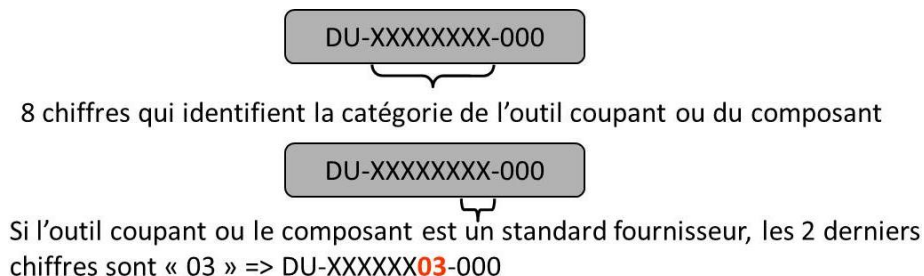 DU-XXXXXXXX-000
8 chiffres qui identifient la catégorie de l’outil coupant ou du composant
DU-XXXXXXXX-000
Si l’outil coupant ou le composant est un standard fournisseur, les 2 derniers
chiffres sont « 03 » => DU-XXXXXX03-000